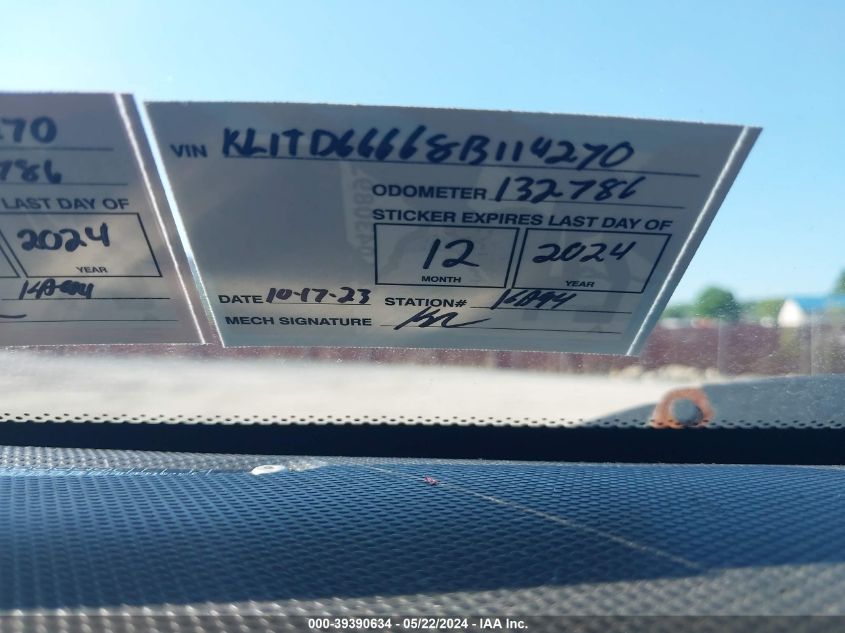 270
786
LAST DAY OF
2024
YEAR
VIN KL1TD66668B114270
ODOMETER 132786
STICKER EXPIRES LAST DAY OF
12 2024
MONTH YEAR
DATE 10-17-23 STATION#
MECH SIGNATURE
000-39390634 - 05/22/2024 - IAA Inc.